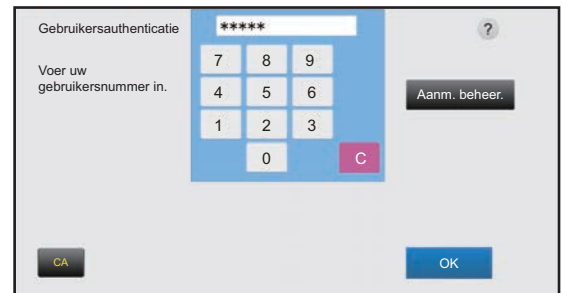 Gebruikersauthenticatie
*****
?
Voer uw
gebruikersnummer in.
7 8 9
4 5 6
Aanm. beheer.
1 2 3
0 C
CA
OK